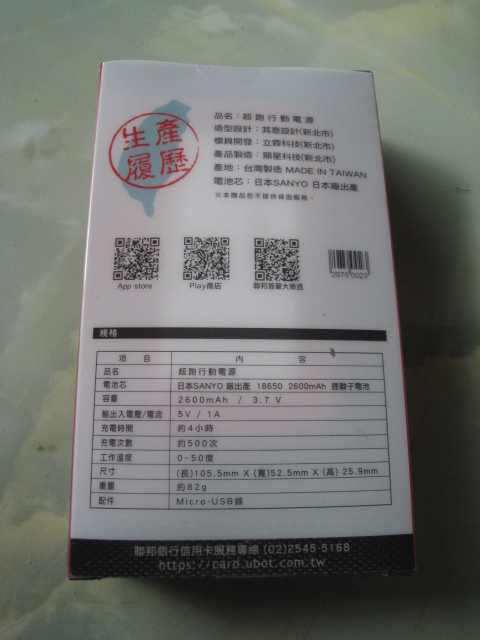 生產
履歷
品名：超跑行動電源
造型設計：其意設計(新北市)
模具開發：立霖科技(新北市)
產品製造：擎星科技(新北市)
產地：台灣製造 MADE IN TAIWAN
電池芯：日本SANYO 日本廠出產
※本贈品恕不提供保固服務。
App store
Play商店
聯邦簽單大樂透
2975 0023
規格
項 目 內 容
品名 超跑行動電源
電池芯 日本SANYO 廠出產 18650 2600mAh 鋰離子電池
容量 2600mAh / 3.7 V
輸出入電壓/電流 5V / 1A
充電時間 約4小時
充電次數 約500次
工作溫度 0~50度
尺寸 (長)105.5mm X (寬)52.5mm X (高) 25.9mm
重量 約82g
配件 Micro-USB線
聯邦銀行信用卡服務專線 (02)2545-5168
https://card.ubot.com.tw